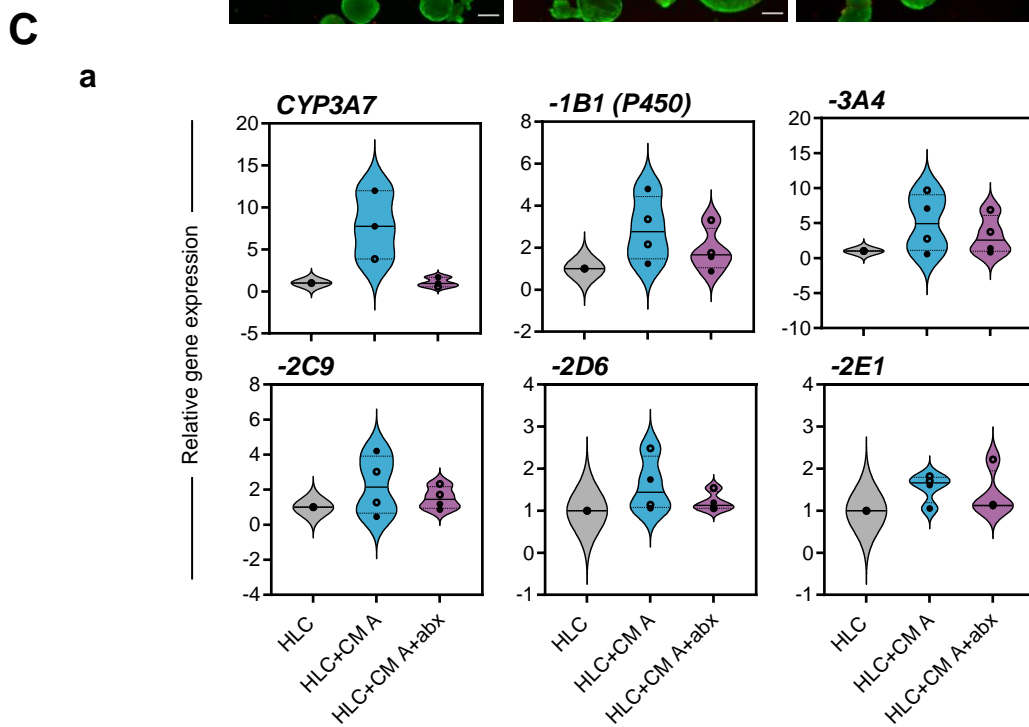 C
a
CYP3A7
-1B1 (P450)
-3A4
20
15
10
5
0
-5
8
6
4
2
0
-2
20
15
10
5
0
-5
-10
Relative gene expression
-2C9
-2D6
-2E1
8
6
4
2
0
-2
-4
4
3
2
1
0
-1
4
3
2
1
0
-1
HLC
HLC+CM A
HLC+CM A+abx
HLC
HLC+CM A
HLC+CM A+abx
HLC
HLC+CM A
HLC+CM A+abx